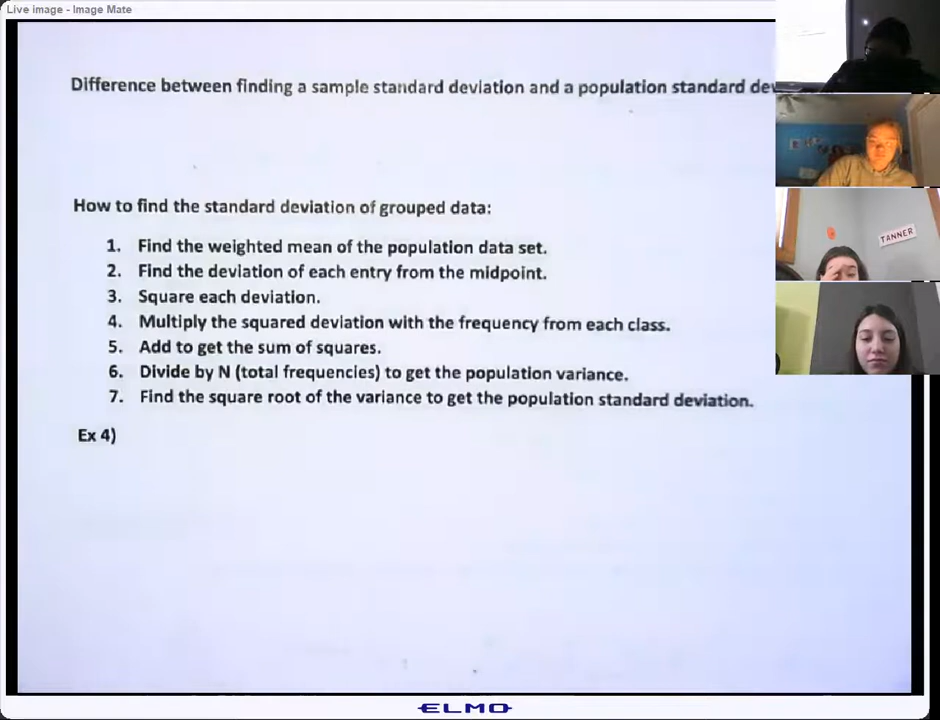 Live image - Image Mate
Difference between finding a sample standard deviation and a population standard
How to find the standard deviation of grouped data:
1. Find the weighted mean of the population data set.
2. Find the deviation of each entry from the midpoint.
3. Square each deviation.
4. Multiply the squared deviation with the frequency from each class.
5. Add to get the sum of squares.
6. Divide by N (total frequencies) to get the population variance.
7. Find the square root of the variance to get the population standard deviation.
Ex 4)
TANNER
ELMO